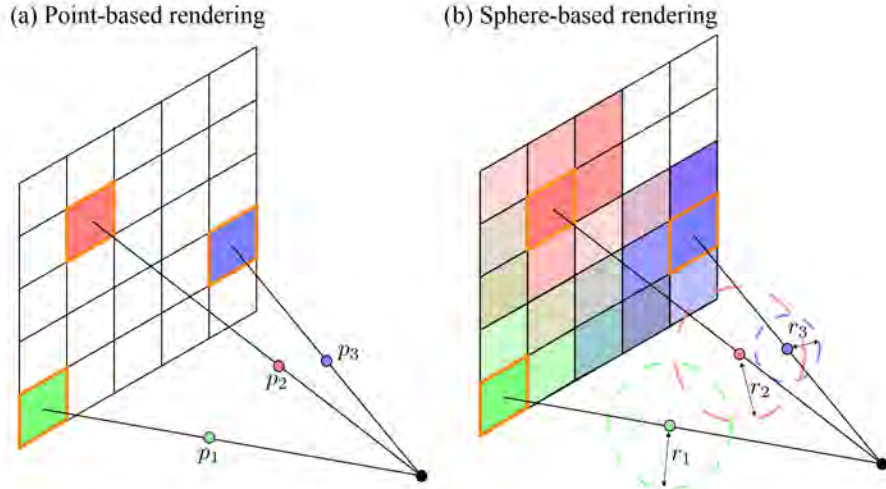 (a) Point-based rendering
(b) Sphere-based rendering
p₃
p₂
p₁
r₃
r₂
r₁